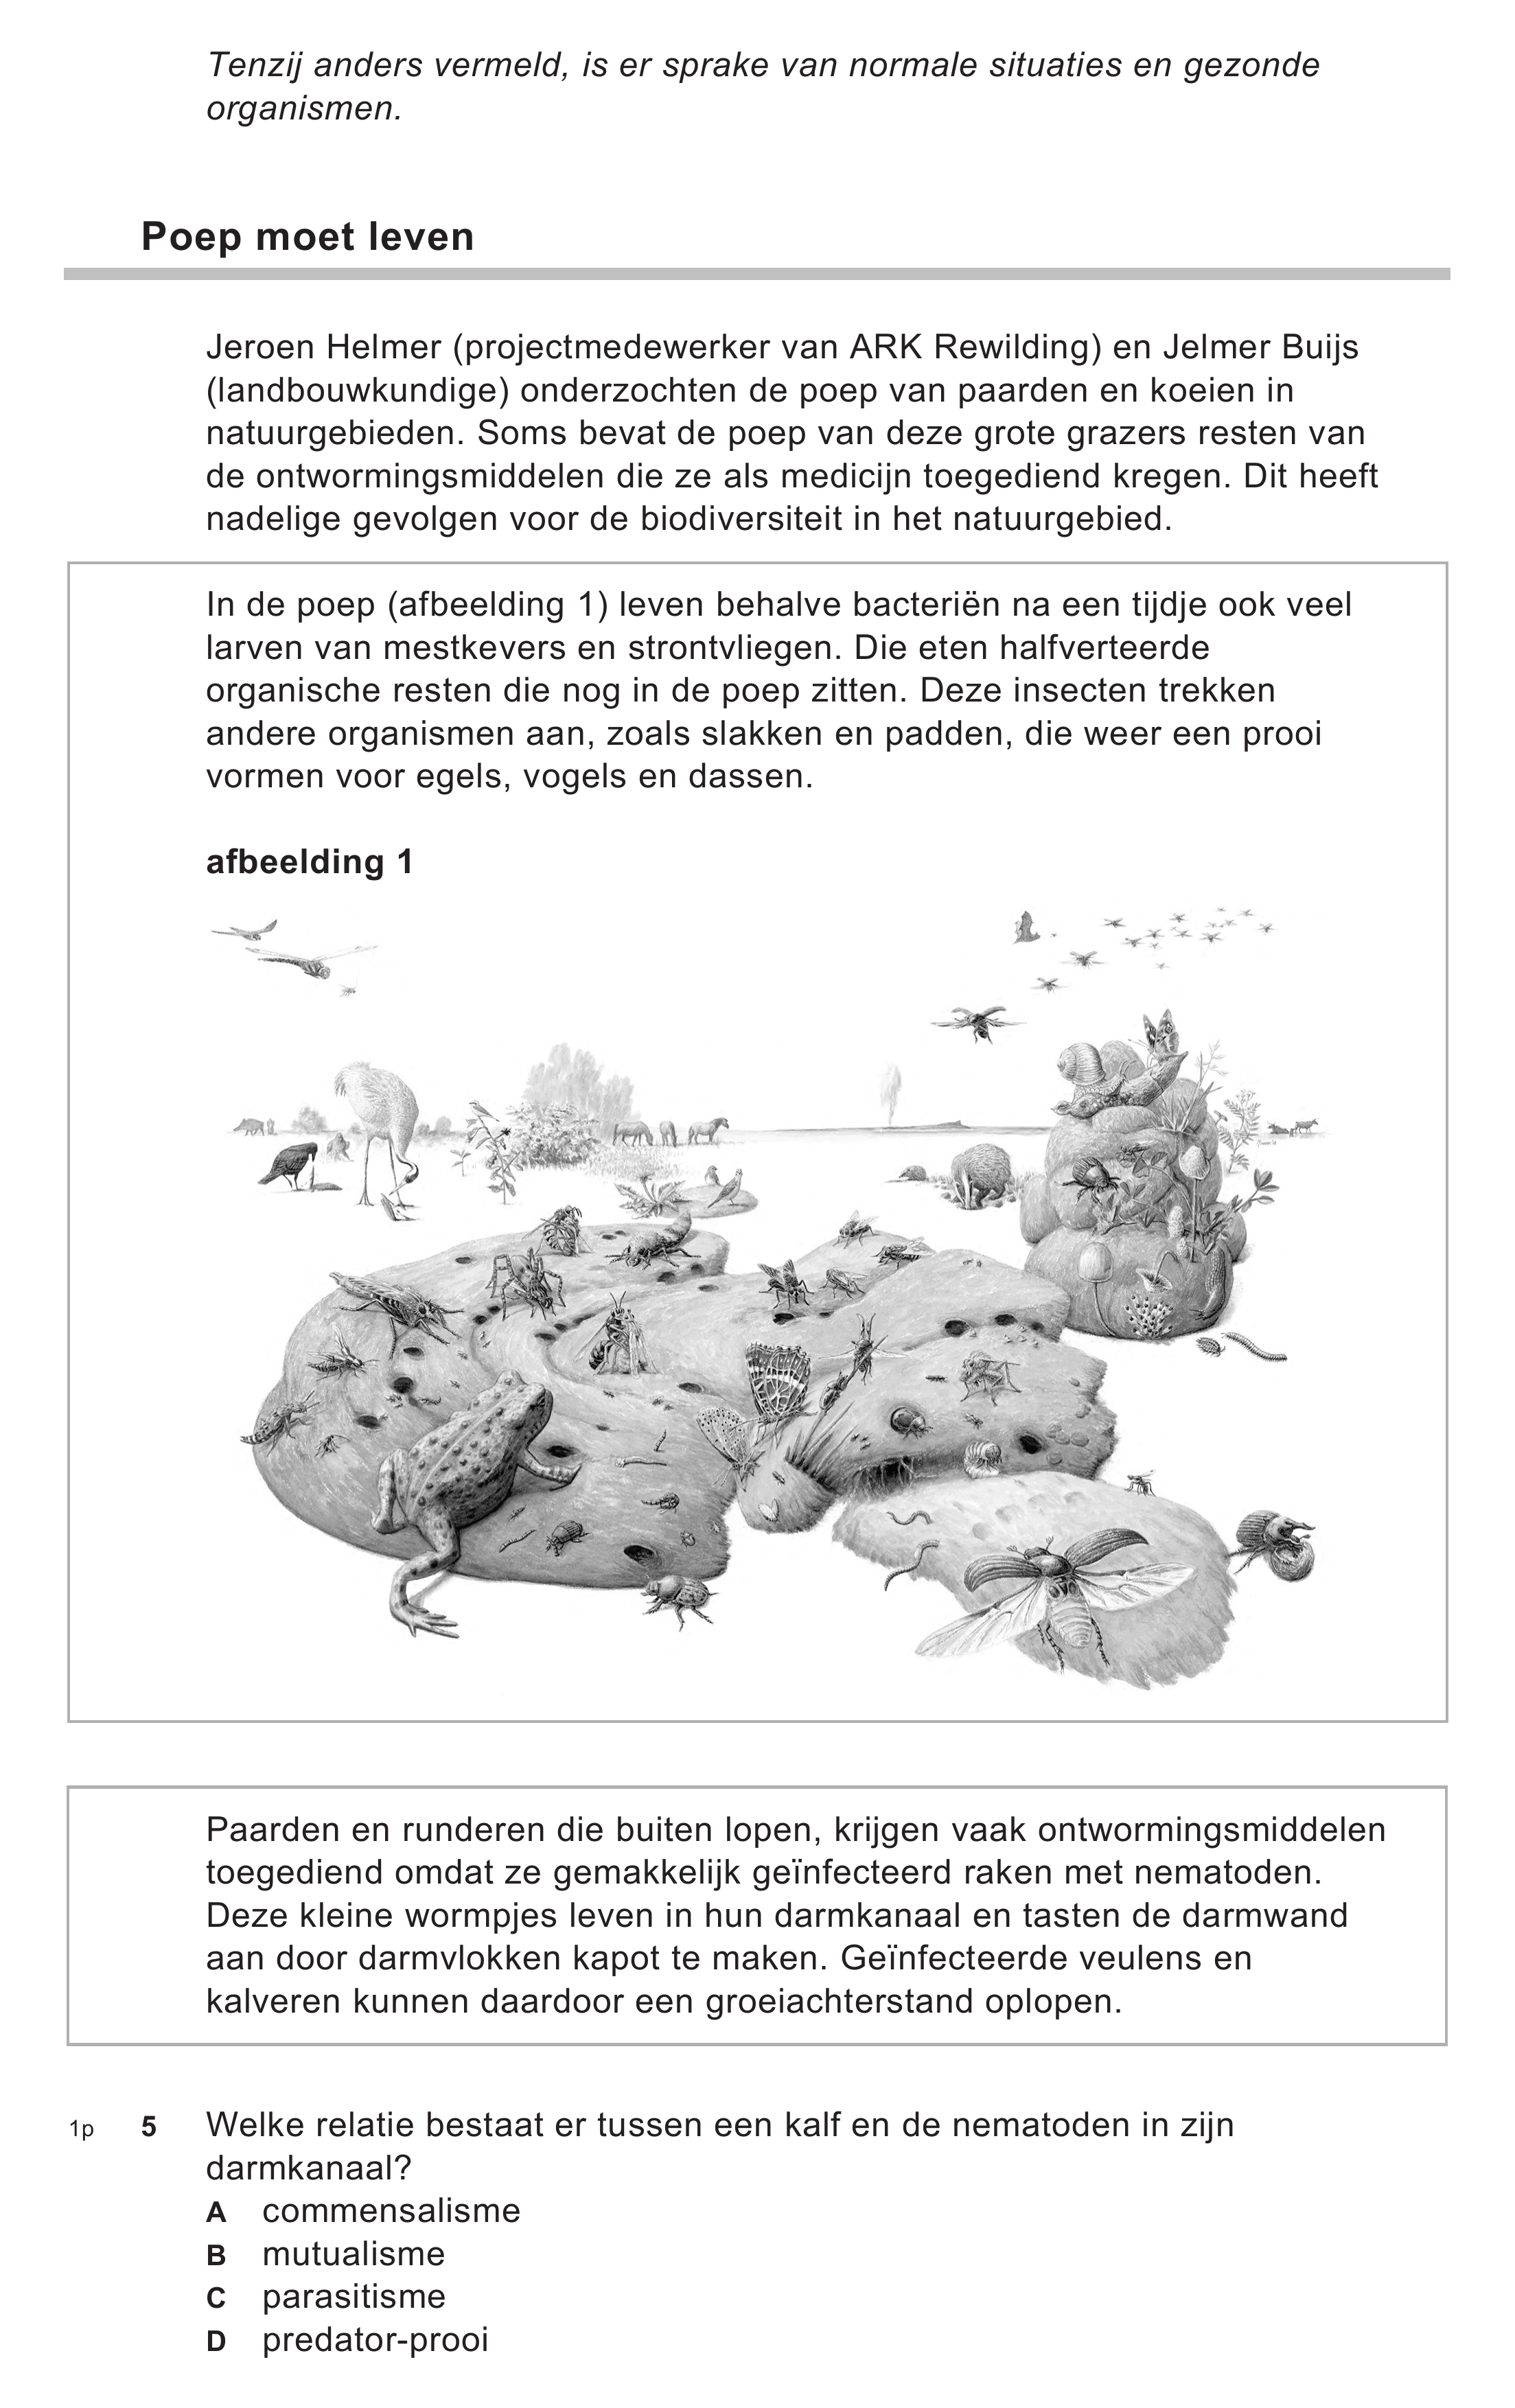 Tenzij anders vermeld, is er sprake van normale situaties en gezonde
organismen.
Poep moet leven
Jeroen Helmer (projectmedewerker van ARK Rewilding) en Jelmer Buijs
(landbouwkundige) onderzochten de poep van paarden en koeien in
natuurgebieden. Soms bevat de poep van deze grote grazers resten van
de ontwormingsmiddelen die ze als medicijn toegediend kregen. Dit heeft
nadelige gevolgen voor de biodiversiteit in het natuurgebied.
In de poep (afbeelding 1) leven behalve bacteriën na een tijdje ook veel
larven van mestkevers en strontvliegen. Die eten halfverteerde
organische resten die nog in de poep zitten. Deze insecten trekken
andere organismen aan, zoals slakken en padden, die weer een prooi
vormen voor egels, vogels en dassen.
afbeelding 1
Paarden en runderen die buiten lopen, krijgen vaak ontwormingsmiddelen
toegediend omdat ze gemakkelijk geïnfecteerd raken met nematoden.
Deze kleine wormpjes leven in hun darmkanaal en tasten de darmwand
aan door darmvlokken kapot te maken. Geïnfecteerde veulens en
kalveren kunnen daardoor een groeiachterstand oplopen.
1p 5 Welke relatie bestaat er tussen een kalf en de nematoden in zijn
darmkanaal?
A commensalisme
B mutualisme
C parasitisme
D predator-prooi